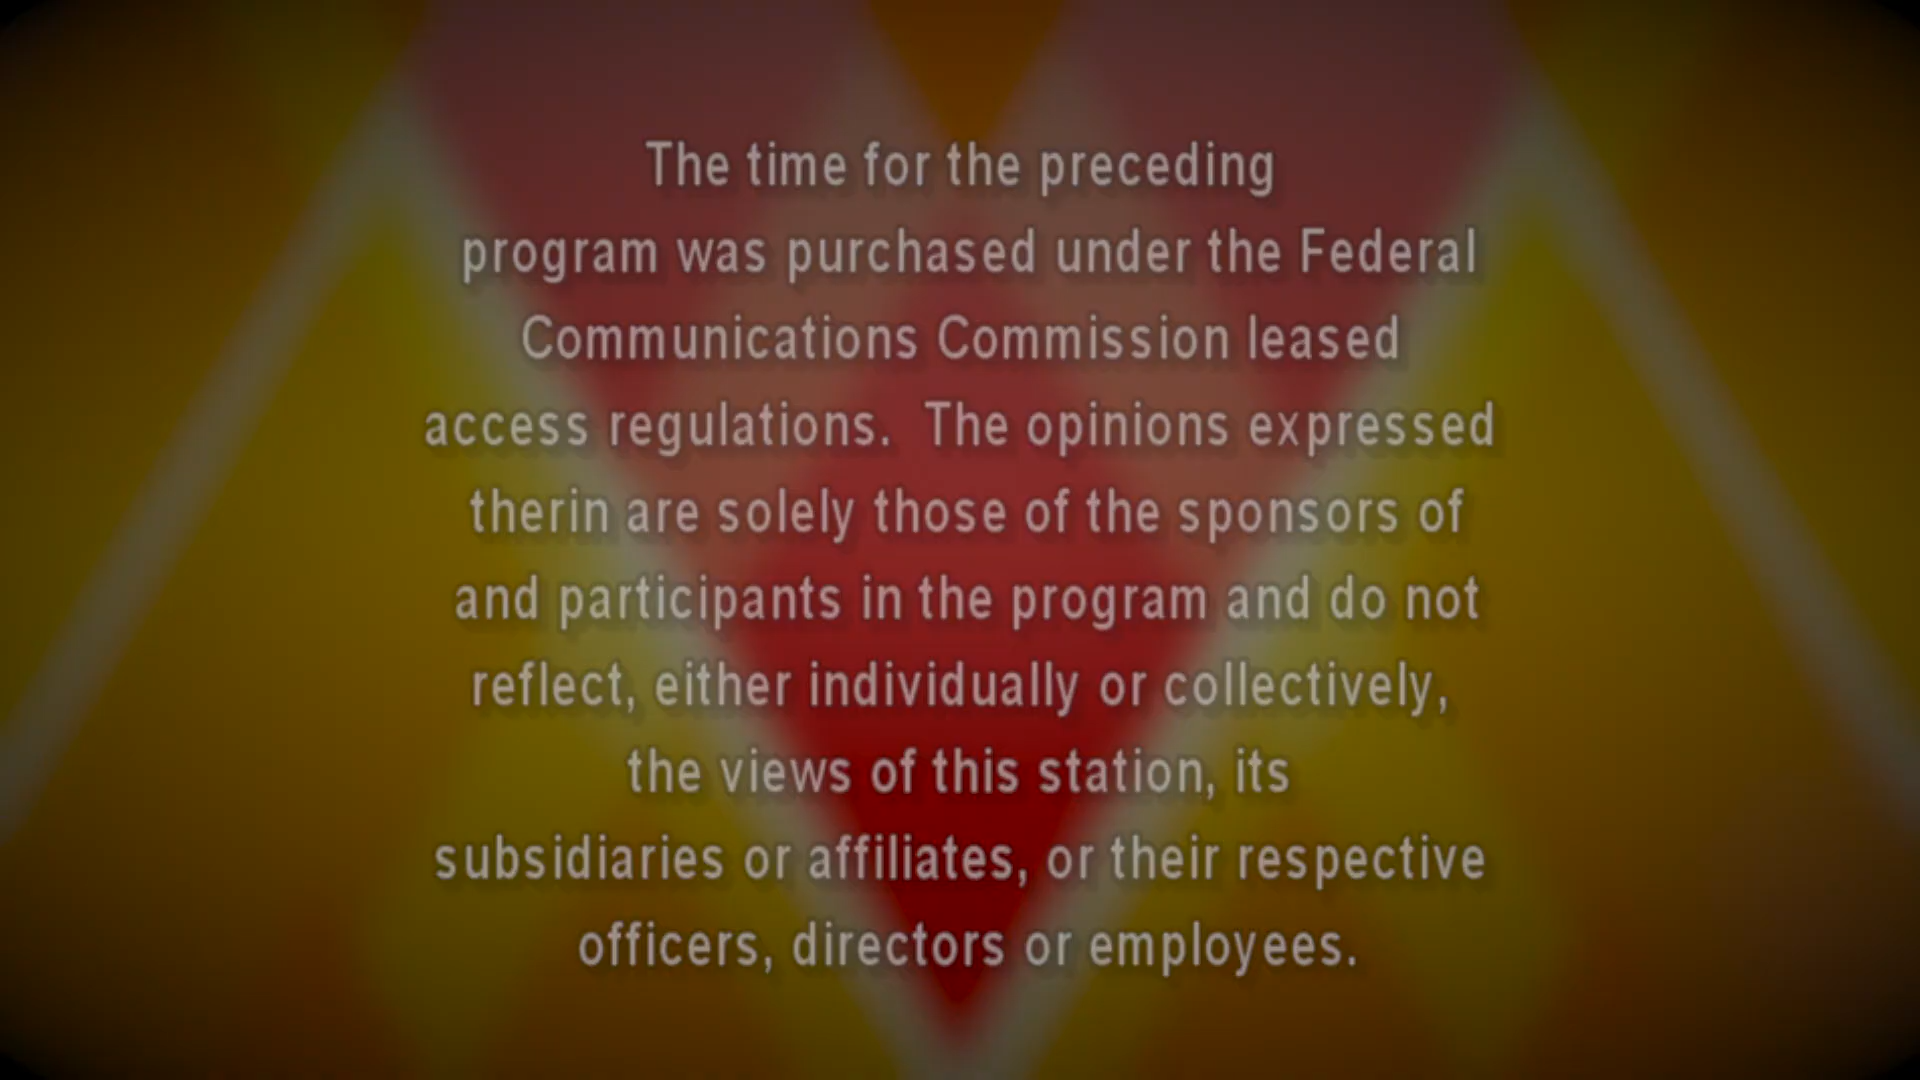 The time for the preceding
program was purchased under the Federal
Communications Commission leased
access regulations.  The opinions expressed
therin are solely those of the sponsors of
and participants in the program and do not
reflect, either individually or collectively,
the views of this station, its
subsidiaries or affiliates, or their respective
officers, directors or employees.